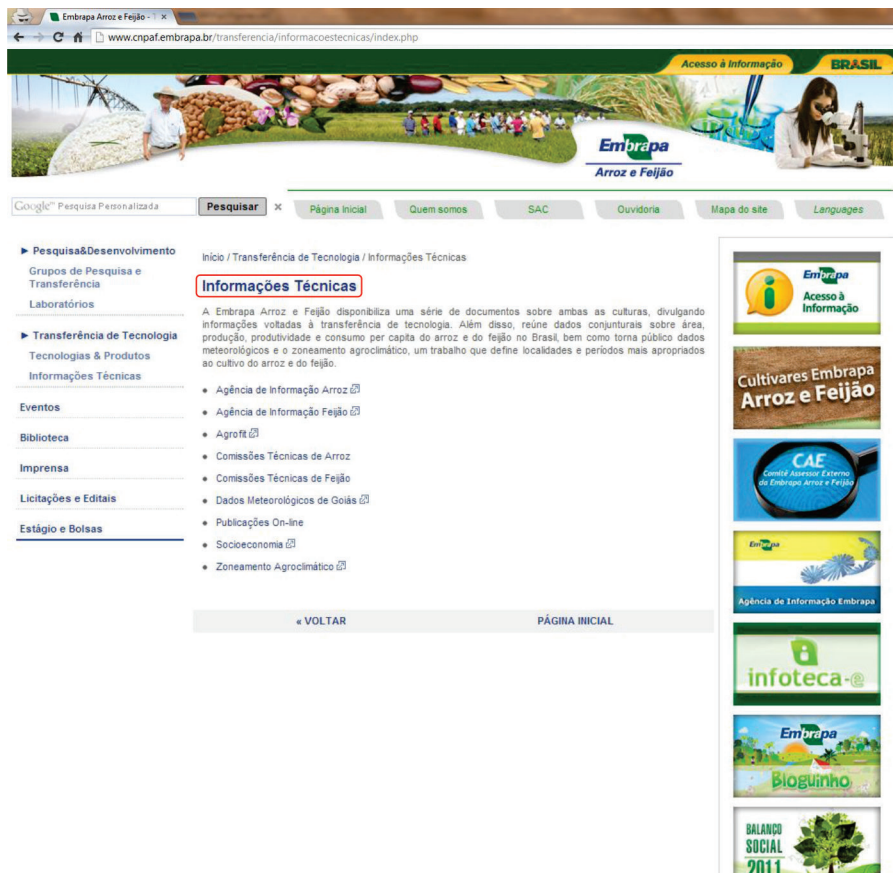 Embrapa Arroz e Feijão -
www.cnpaf.embrapa.br/transferencia/informacoestecnicas/index.php
Acesso à Informação
BRASIL
Embrapa
Arroz e Feijão
Google™ Pesquisa Personalizada
Pesquisar
×
Página Inicial
Quem somos
SAC
Ouvidoria
Mapa do site
Languages
► Pesquisa&Desenvolvimento
Grupos de Pesquisa e
Transferência
Laboratórios
► Transferência de Tecnologia
Tecnologias & Produtos
Informações Técnicas
Eventos
Biblioteca
Imprensa
Licitações e Editais
Estágio e Bolsas
Início / Transferência de Tecnologia / Informações Técnicas
Informações Técnicas
A Embrapa Arroz e Feijão disponibiliza uma série de documentos sobre ambas as culturas, divulgando
informações voltadas à transferência de tecnologia. Além disso, reúne dados conjunturais sobre área,
produção, produtividade e consumo per capita do arroz e do feijão no Brasil, bem como torna público dados
meteorológicos e o zoneamento agroclimático, um trabalho que define localidades e períodos mais apropriados
ao cultivo do arroz e do feijão.
• Agência de Informação Arroz
• Agência de Informação Feijão
• Agrofit
• Comissões Técnicas de Arroz
• Comissões Técnicas de Feijão
• Dados Meteorológicos de Goiás
• Publicações On-line
• Socioeconomia
• Zoneamento Agroclimático
« VOLTAR
PÁGINA INICIAL
Embrapa
Acesso à
Informação
Cultivares Embrapa
Arroz e Feijão
CAE
Comitê Assessor Externo
da Embrapa Arroz e Feijão
Embrapa
Agência de Informação Embrapa
infoteca-e
Embrapa
Bloguinho
BALANÇO
SOCIAL
2011